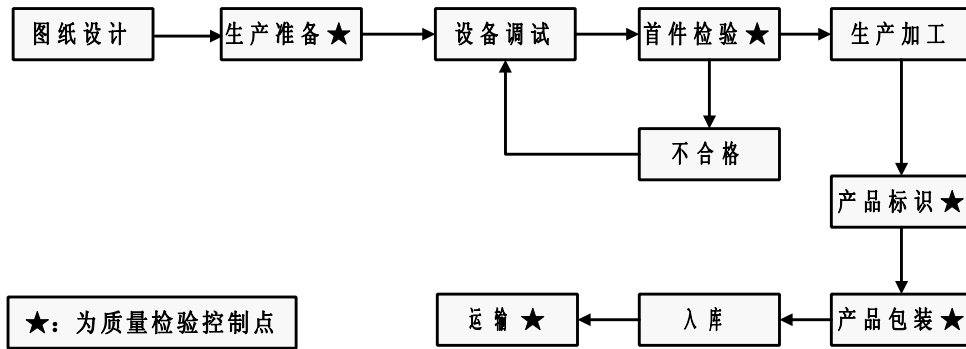 图纸设计
生产准备★
设备调试
首件检验★
生产加工
不合格
产品标识★
产品包装★
入库
运输★
★：为质量检验控制点